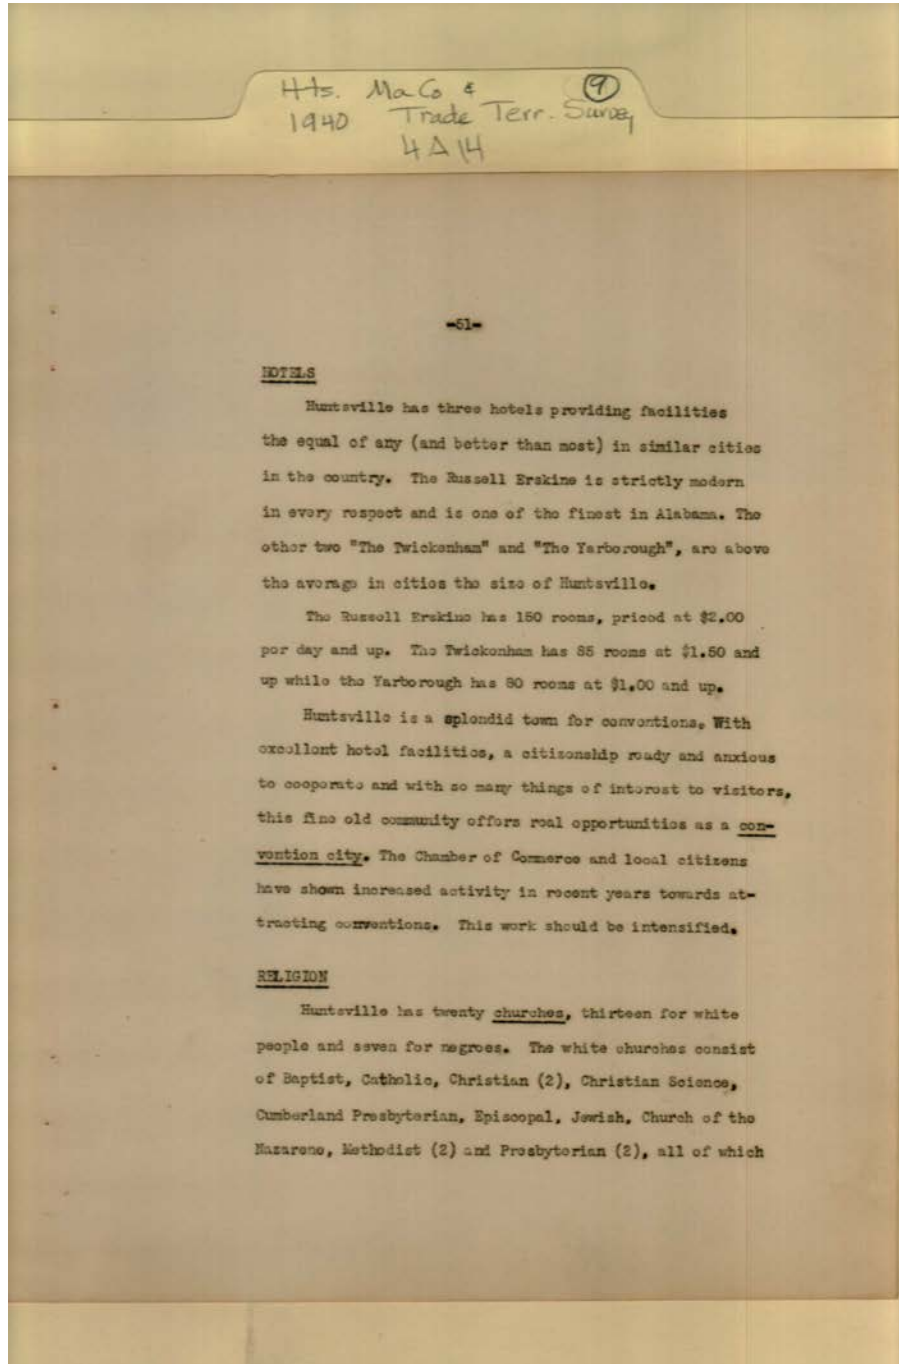 Hts. Ma Co & 9
1940 Trade Terr. Survey
4A14
-51-
HOTELS
Huntsville has three hotels providing facilities
the equal of any (and better than most) in similar cities
in the country. The Russell Erskine is strictly modern
in every respect and is one of the finest in Alabama. The
other two "The Twickenham" and "The Yarborough", are above
the average in cities the size of Huntsville.
The Russell Erskine has 150 rooms, priced at $2.00
per day and up. The Twickenham has 85 rooms at $1.50 and
up while the Yarborough has 80 rooms at $1.00 and up.
Huntsville is a splendid town for conventions. With
excellent hotel facilities, a citizenship ready and anxious
to cooperate and with so many things of interest to visitors,
this fine old community offers real opportunities as a con-
vention city. The Chamber of Commerce and local citizens
have shown increased activity in recent years towards at-
tracting conventions. This work should be intensified.
RELIGION
Huntsville has twenty churches, thirteen for white
people and seven for negroes. The white churches consist
of Baptist, Catholic, Christian (2), Christian Science,
Cumberland Presbyterian, Episcopal, Jewish, Church of the
Nazarene, Methodist (2) and Presbyterian (2), all of which